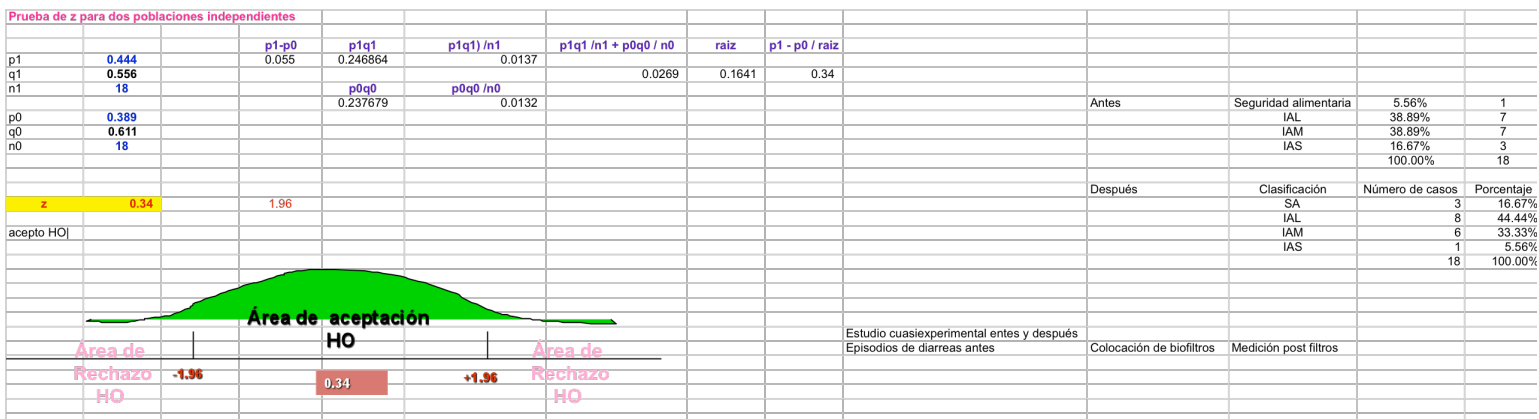 Prueba de z para dos poblaciones independientes
p1-p0 p1q1 p1q1) /n1 p1q1 /n1 + p0q0 / n0 raiz p1 - p0 / raiz
p1 0.444 0.055 0.246864 0.0137
q1 0.556 0.0269 0.1641 0.34
n1 18 p0q0 p0q0 /n0
0.237679 0.0132 Antes Seguridad alimentaria 5.56% 1
p0 0.389 IAL 38.89% 7
q0 0.611 IAM 38.89% 7
n0 18 IAS 16.67% 3
100.00% 18
Después Clasificación Número de casos Porcentaje
z 0.34 1.96 SA 3 16.67%
IAL 8 44.44%
acepto HO IAM 6 33.33%
IAS 1 5.56%
18 100.00%
Área de aceptación
HO
Estudio cuasiexperimental entes y después
Episodios de diarreas antes Colocación de biofiltros Medición post filtros
Área de
Rechazo
HO
-1.96
0.34
+1.96
Área de
Rechazo
HO